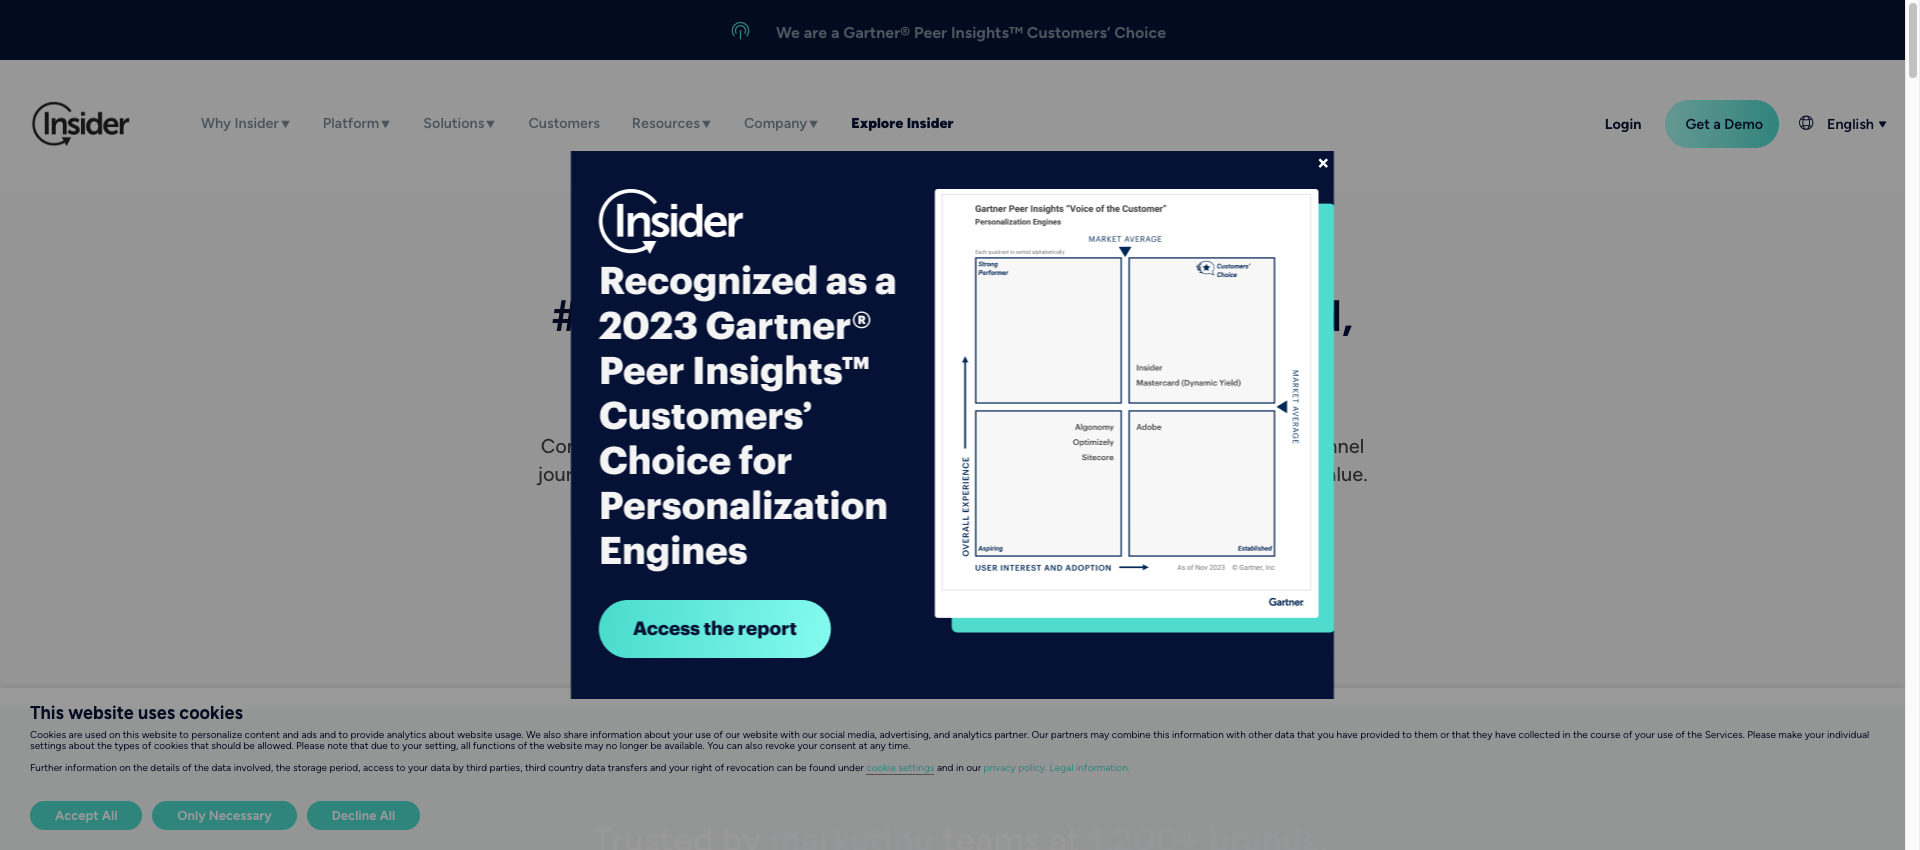 We are a Gartner® Peer Insights™ Customers' Choice
Insider
Why Insider
Platform
Solutions
Customers
Resources
Company
Explore Insider
Login
Get a Demo
English
Insider
Recognized as a
2023 Gartner®
Peer Insights™
Customers'
Choice for
Personalization
Engines
Access the report
Gartner Peer Insights "Voice of the Customer"
Personalization Engines
MARKET AVERAGE
Each quadrant is sorted alphabetically.
Strong
Performer
Customers'
Choice
Insider
Mastercard (Dynamic Yield)
MARKET AVERAGE
Algonomy
Optimizely
Sitecore
Adobe
OVERALL EXPERIENCE
Aspiring
Established
USER INTEREST AND ADOPTION
As of Nov 2023 © Gartner, Inc
Gartner
This website uses cookies
Cookies are used on this website to personalize content and ads and to provide analytics about website usage. We also share information about your use of our website with our social media, advertising, and analytics partner. Our partners may combine this information with other data that you have provided to them or that they have collected in the course of your use of the Services. Please make your individual
settings about the types of cookies that should be allowed. Please note that due to your setting, all functions of the website may no longer be available. You can also revoke your consent at any time.
Further information on the details of the data involved, the storage period, access to your data by third parties, third country data transfers and your right of revocation can be found under cookie settings and in our privacy policy. Legal information.
Accept All
Only Necessary
Decline All
Trusted by marketing teams at 1,200+ brands